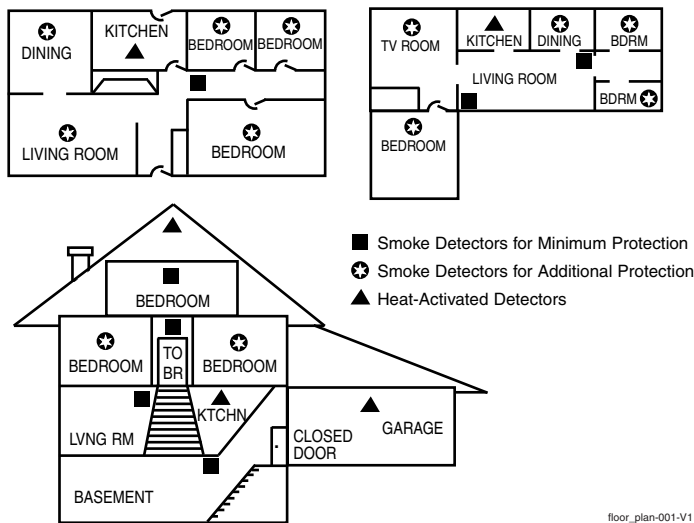 KITCHEN
DINING
BEDROOM
BEDROOM
LIVING ROOM
BEDROOM
TV ROOM
KITCHEN
DINING
BDRM
LIVING ROOM
BDRM
BEDROOM
Smoke Detectors for Minimum Protection
Smoke Detectors for Additional Protection
Heat-Activated Detectors
BEDROOM
BEDROOM
TO
BR
BEDROOM
LVNG RM
KTCHN
CLOSED
DOOR
GARAGE
BASEMENT
floor_plan-001-V1